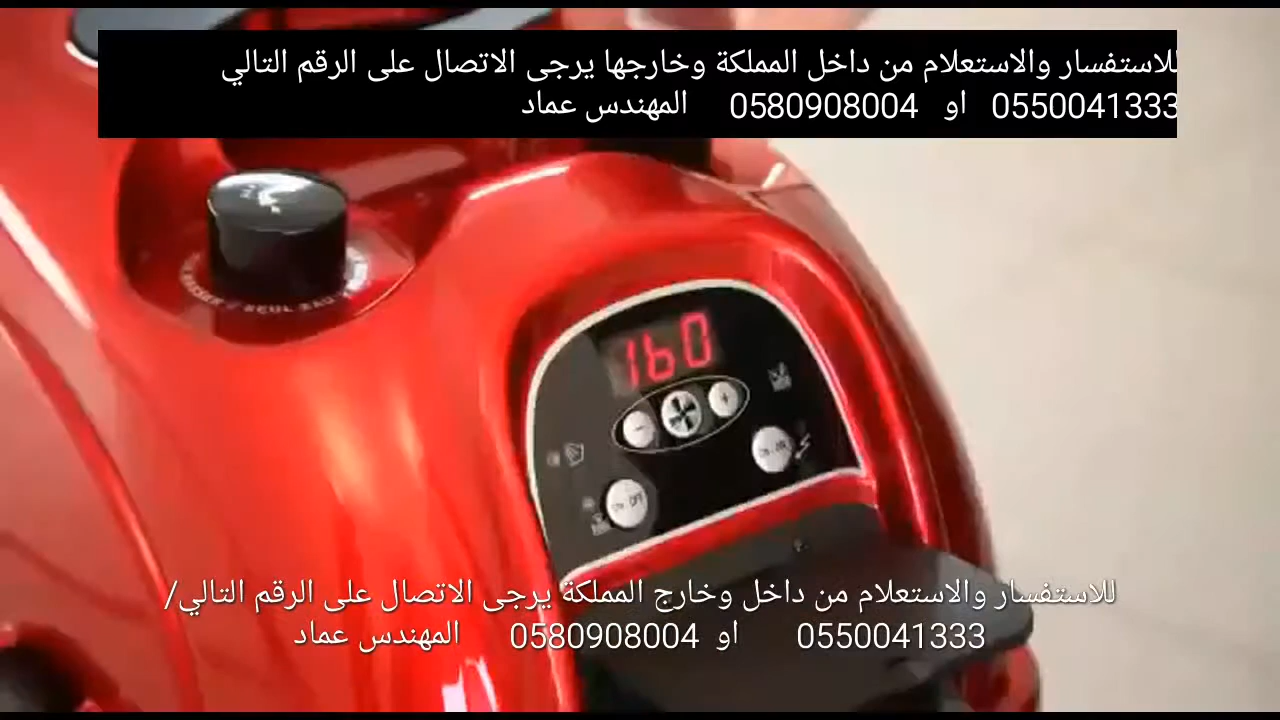 للاستفسار والاستعلام من داخل المملكة وخارجها يرجى الاتصال على الرقم التالي
0550041333 او 0580908004 المهندس عماد
160
للاستفسار والاستعلام من داخل وخارج المملكة يرجى الاتصال على الرقم التالي/
0550041333 او 0580908004 المهندس عماد